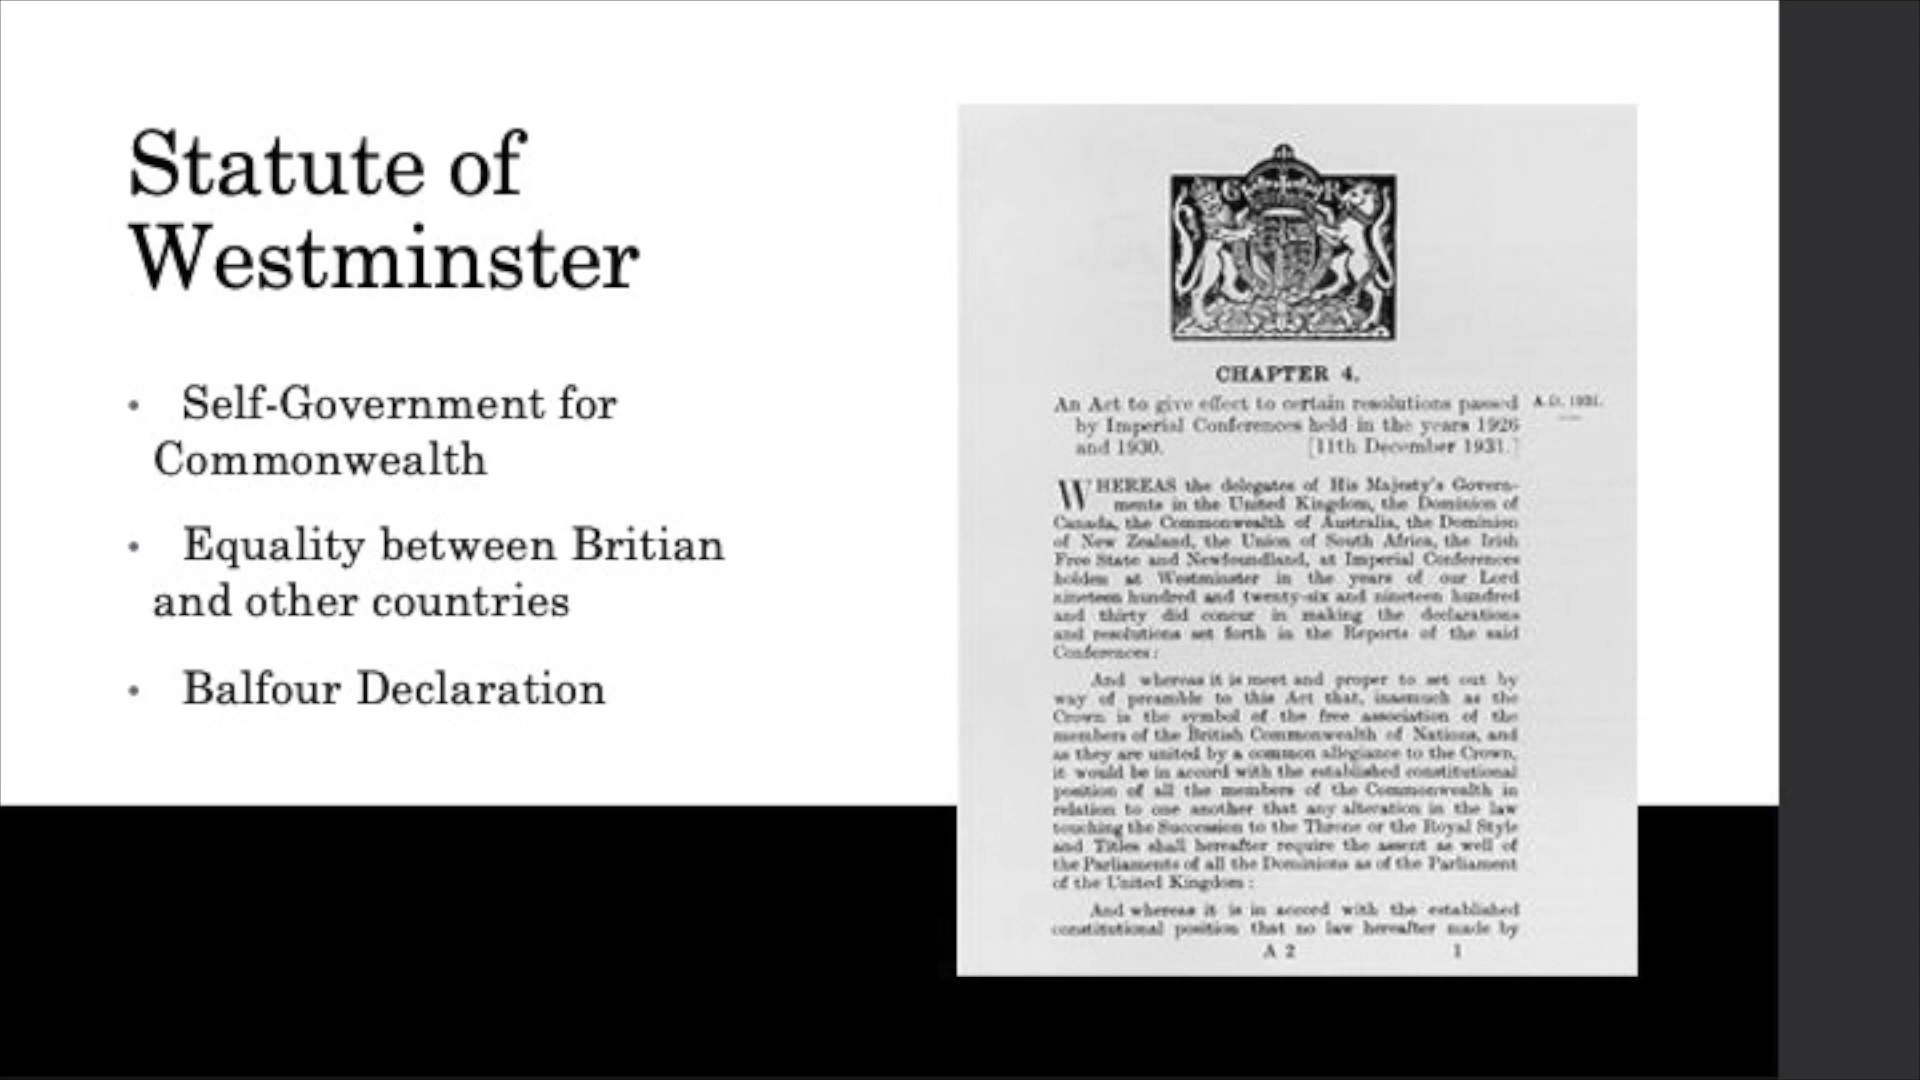 Statute of
Westminster
• Self-Government for
Commonwealth
• Equality between Britian
and other countries
• Balfour Declaration
G R
CHAPTER 4.
An Act to give effect to certain resolutions passed
by Imperial Conferences held in the years 1926
and 1930. [11th December 1931.]
A.D. 1931.
WHEREAS the delegates of His Majesty's Govern-
ments in the United Kingdom, the Dominion of
Canada, the Commonwealth of Australia, the Dominion
of New Zealand, the Union of South Africa, the Irish
Free State and Newfoundland, at Imperial Conferences
holden at Westminster in the years of our Lord
nineteen hundred and twenty-six and nineteen hundred
and thirty did concur in making the declarations
and resolutions set forth in the Reports of the said
Conferences:
And whereas it is meet and proper to set out by
way of preamble to this Act that, inasmuch as the
Crown is the symbol of the free association of the
members of the British Commonwealth of Nations, and
as they are united by a common allegiance to the Crown,
it would be in accord with the established constitutional
position of all the members of the Commonwealth in
relation to one another that any alteration in the law
touching the Succession to the Throne or the Royal Style
and Titles shall hereafter require the assent as well of
the Parliaments of all the Dominions as of the Parliament
of the United Kingdom:
And whereas it is in accord with the established
constitutional position that no law hereafter made by
A 2 1